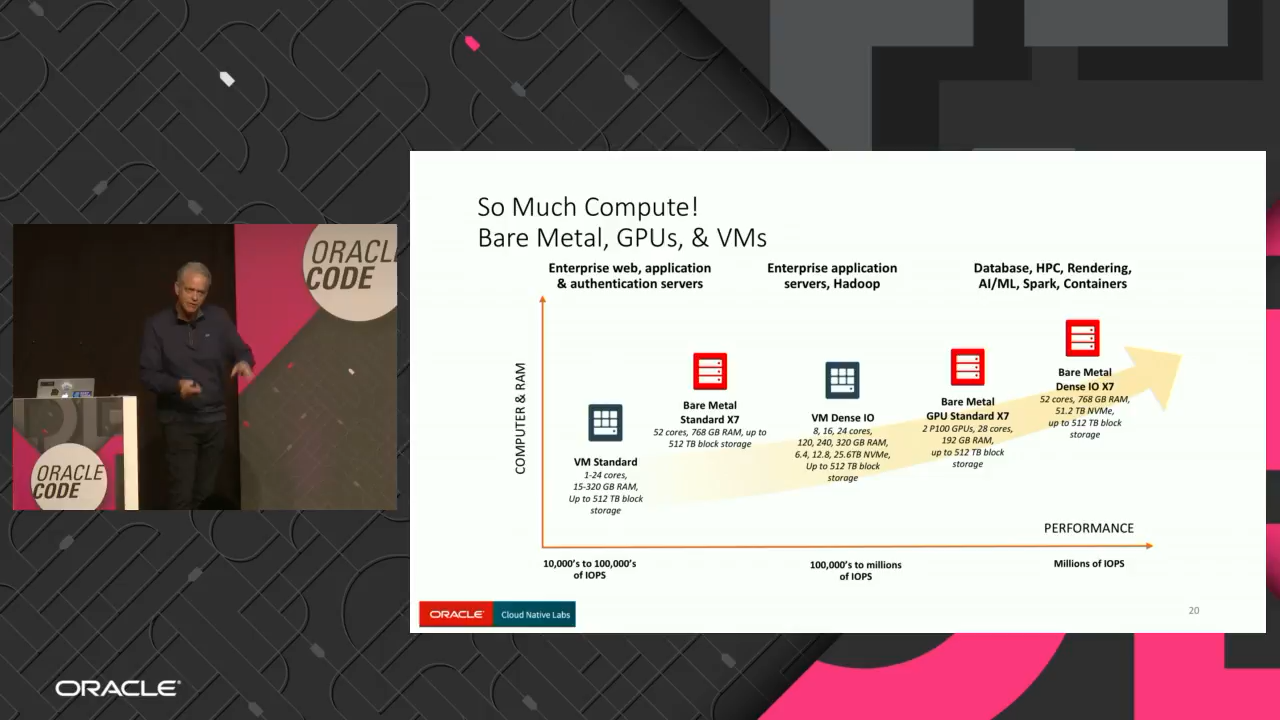 So Much Compute!
Bare Metal, GPUs, & VMs
Enterprise web, application
& authentication servers
Enterprise application
servers, Hadoop
Database, HPC, Rendering,
AI/ML, Spark, Containers
COMPUTER & RAM
VM Standard
1-24 cores,
15-320 GB RAM,
Up to 512 TB block
storage
Bare Metal
Standard X7
52 cores, 768 GB RAM, up to
512 TB block storage
VM Dense IO
8, 16, 24 cores,
120, 240, 320 GB RAM,
6.4, 12.8, 25.6TB NVMe,
Up to 512 TB block
storage
Bare Metal
GPU Standard X7
2 P100 GPUs, 28 cores,
192 GB RAM,
up to 512 TB block
storage
Bare Metal
Dense IO X7
52 cores, 768 GB RAM,
51.2 TB NVMe,
up to 512 TB block
storage
PERFORMANCE
10,000's to 100,000's
of IOPS
100,000's to millions
of IOPS
Millions of IOPS
ORACLE Cloud Native Labs
20
ORACL
CODE
ORACLE
CODE
ORACLE